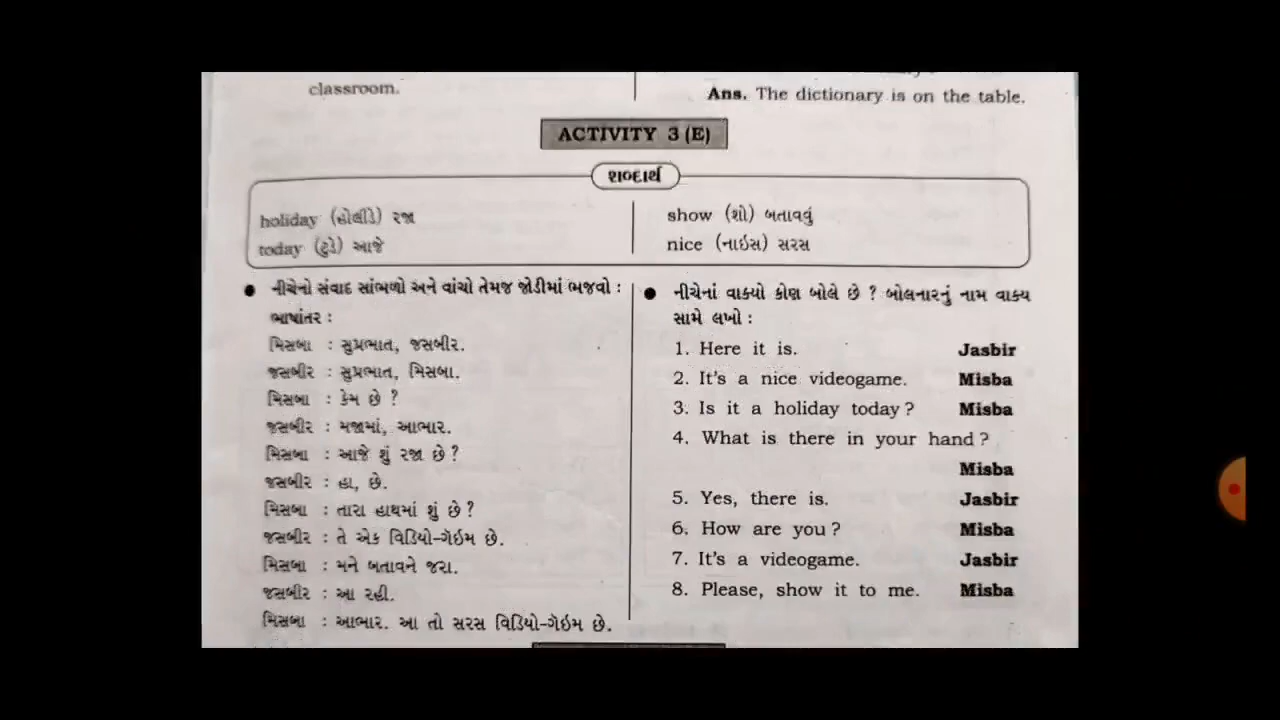 classroom.
Ans. The dictionary is on the table.
ACTIVITY 3 (E)
શબ્દાર્થ
holiday (હોલીડે) રજા
today (ટુડે) આજે
show (શો) બતાવવું
nice (નાઇસ) સરસ
● નીચેનો સંવાદ સાંભળો અને વાંચો તેમજ જોડીમાં ભજવો :
ભાષાંતર :
મિસબા : સુપ્રભાત, જસબીર.
જસબીર : સુપ્રભાત, મિસબા.
મિસબા : કેમ છે ?
જસબીર : મજામાં, આભાર.
મિસબા : આજે શું રજા છે ?
જસબીર : હા, છે.
મિસબા : તારા હાથમાં શું છે ?
જસબીર : તે એક વિડિયો-ગેઇમ છે.
મિસબા : મને બતાવને જરા.
જસબીર : આ રહી.
મિસબા : આભાર. આ તો સરસ વિડિયો-ગેઇમ છે.
● નીચેનાં વાક્યો કોણ બોલે છે ? બોલનારનું નામ વાક્ય
સામે લખો :
1. Here it is. Jasbir
2. It's a nice videogame. Misba
3. Is it a holiday today ? Misba
4. What is there in your hand ?
Misba
5. Yes, there is. Jasbir
6. How are you ? Misba
7. It's a videogame. Jasbir
8. Please, show it to me. Misba